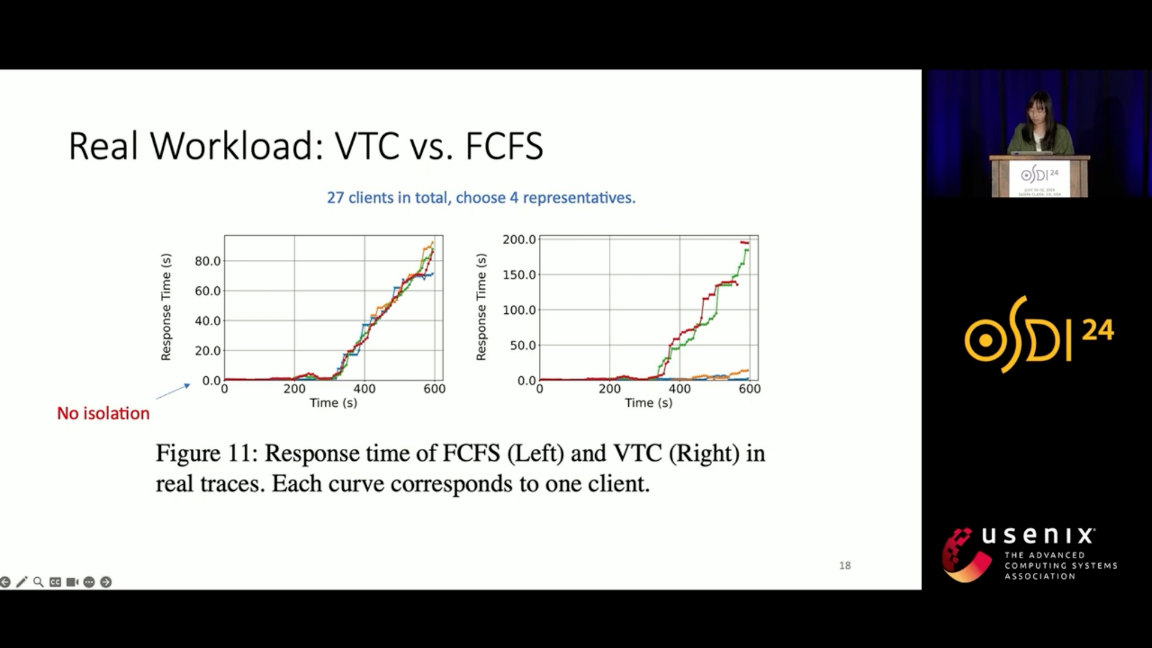 Real Workload: VTC vs. FCFS
27 clients in total, choose 4 representatives.
Response Time (s)
80.0
60.0
40.0
20.0
0.0
0
200
400
600
Time (s)
Response Time (s)
200.0
150.0
100.0
50.0
0.0
0
200
400
600
Time (s)
No isolation
Figure 11: Response time of FCFS (Left) and VTC (Right) in
real traces. Each curve corresponds to one client.
18
OSDI 24
OSDI 24
usenix
THE ADVANCED
COMPUTING SYSTEMS
ASSOCIATION